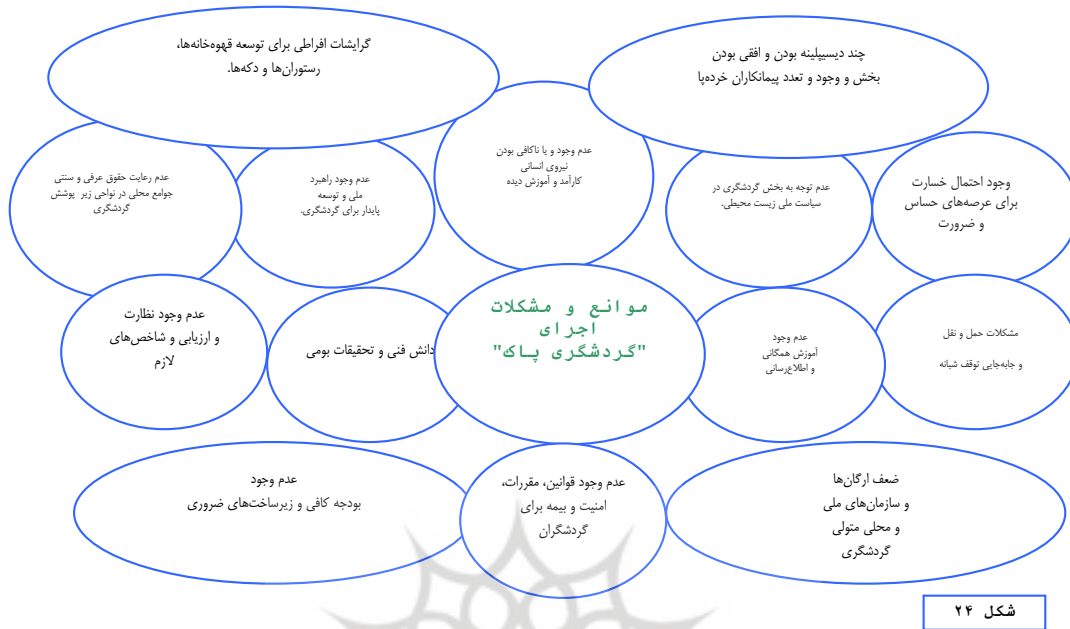 چند دیسیپلینه بودن و افقی بودن
بخش و وجود و تعدد پیمانکاران خرده‌پا
گرایشات افراطی برای توسعه قهوه‌خانه‌ها،
رستوران‌ها و دکه‌ها.
وجود احتمال خسارت
برای عرصه‌های حساس
و ضرورت
عدم توجه به بخش گردشگری در
سیاست ملی زیست محیطی.
عدم وجود و یا ناکافی بودن
نیروی انسانی
کارآمد و آموزش دیده
عدم وجود راهبرد
ملی و توسعه
پایدار برای گردشگری.
عدم رعایت حقوق عرفی و سنتی
جوامع محلی در نواحی زیر پوشش
گردشگری
مشکلات حمل و نقل
و جابه‌جایی توقف شبانه
عدم وجود
آموزش همگانی
و اطلاع‌رسانی
موانع و مشکلات
اجرای
"گردشگری پاک"
دانش فنی و تحقیقات بومی
عدم وجود نظارت
و ارزیابی و شاخص‌های
لازم
ضعف ارگان‌ها
و سازمان‌های ملی
و محلی متولی
گردشگری
عدم وجود قوانین، مقررات،
امنیت و بیمه برای
گردشگران
عدم وجود
بودجه کافی و زیرساخت‌های ضروری
شکل ۲۴